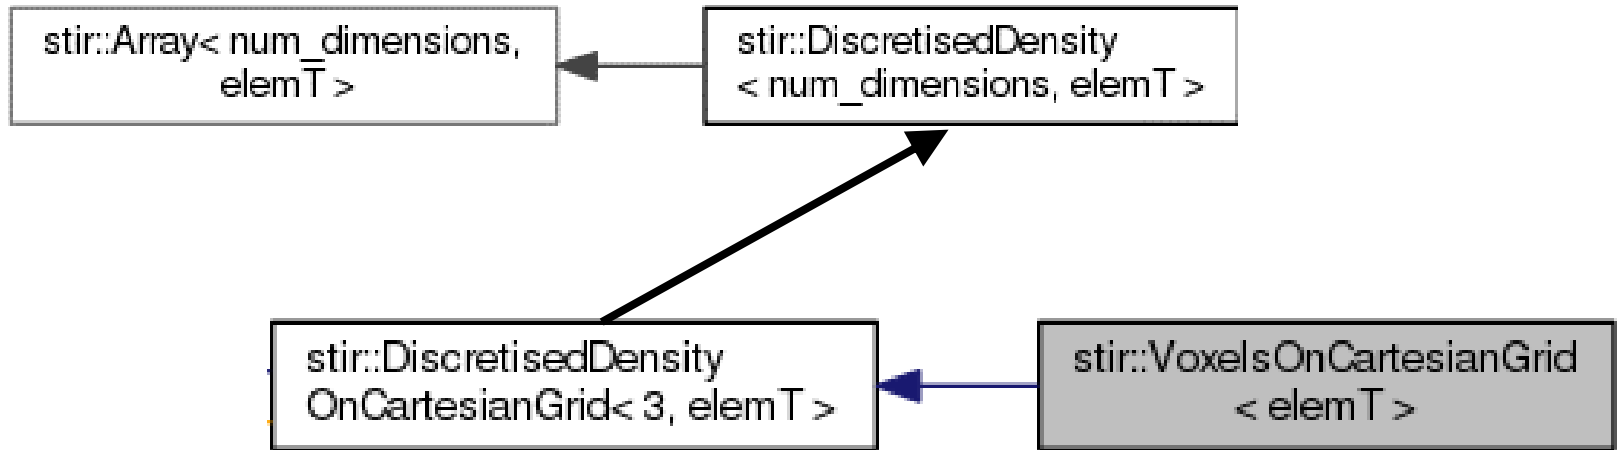 stir::Array< num_dimensions,
elemT >
stir::DiscretisedDensity
< num_dimensions, elemT >
stir::DiscretisedDensity
OnCartesianGrid< 3, elemT >
stir::VoxelsOnCartesianGrid
< elemT >